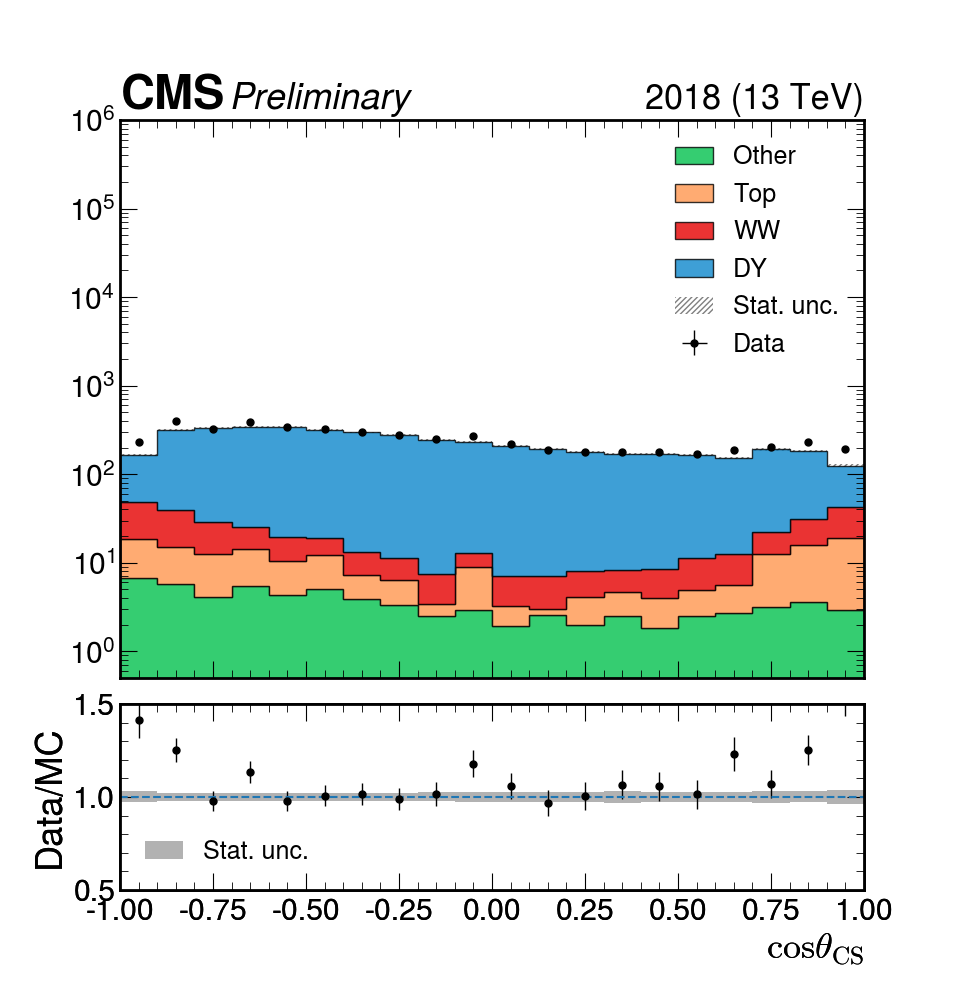 CMS Preliminary 2018 (13 TeV)
10^6
Other
Top
10^5
WW
DY
10^4
Stat. unc.
Data
10^3
10^2
10^1
10^0
1.5
Data/MC
1.0
Stat. unc.
0.5
-1.00 -0.75 -0.50 -0.25 0.00 0.25 0.50 0.75 1.00
cosθ_CS